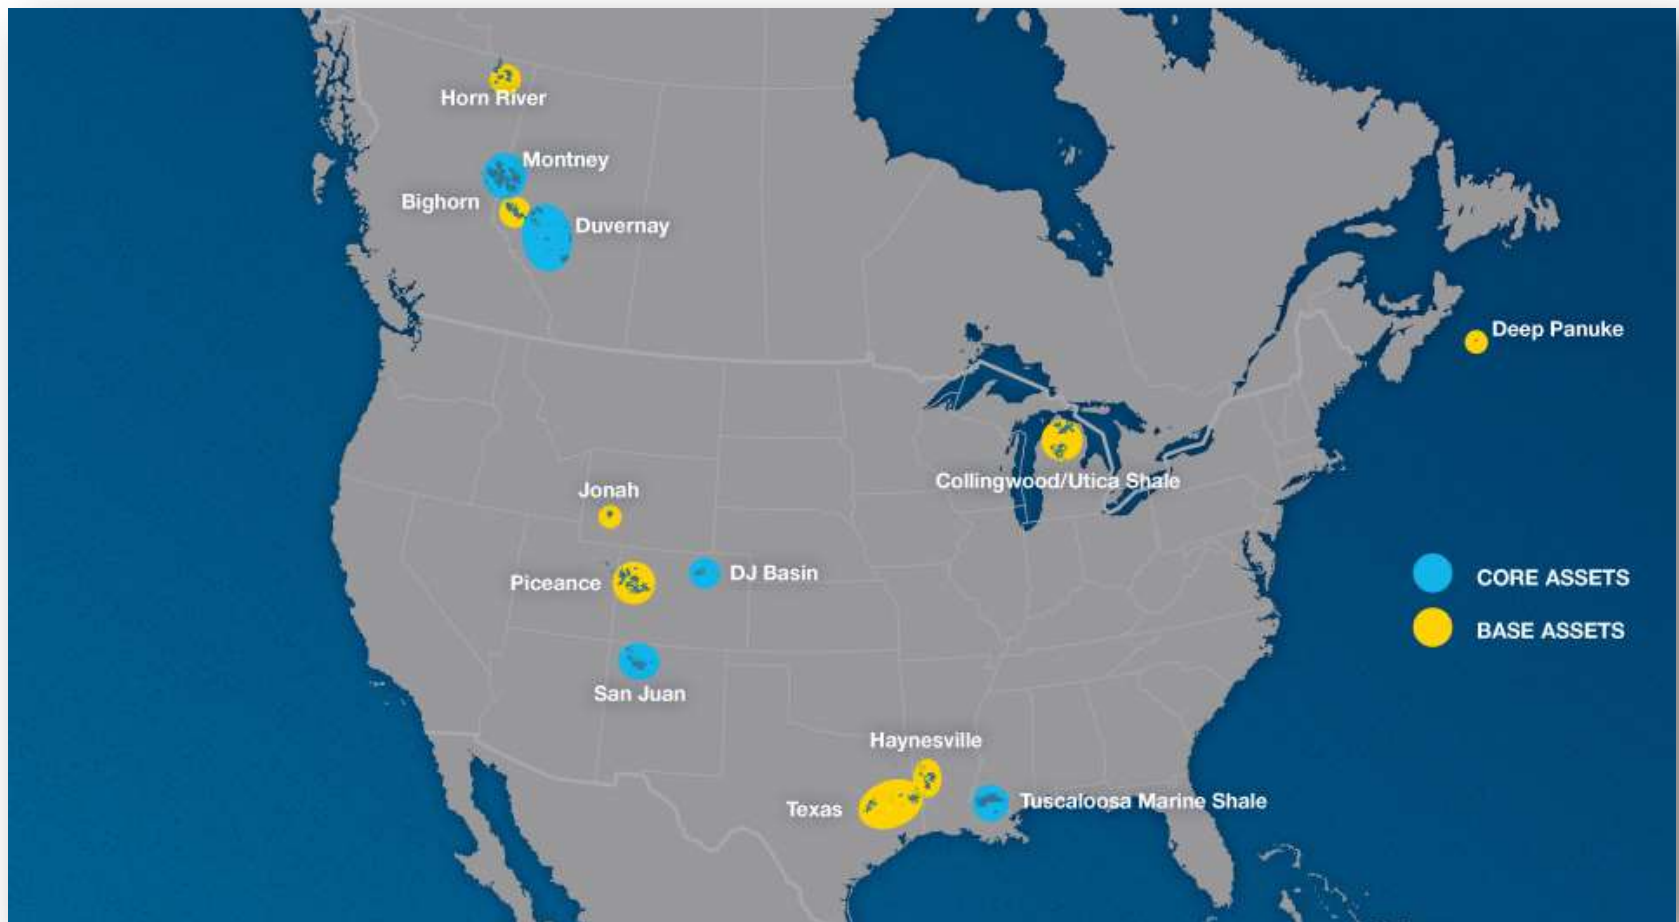 Horn River
Montney
Bighorn
Duvernay
Deep Panuke
Collingwood/Utica Shale
Jonah
Piceance
DJ Basin
CORE ASSETS
BASE ASSETS
San Juan
Haynesville
Texas
Tuscaloosa Marine Shale